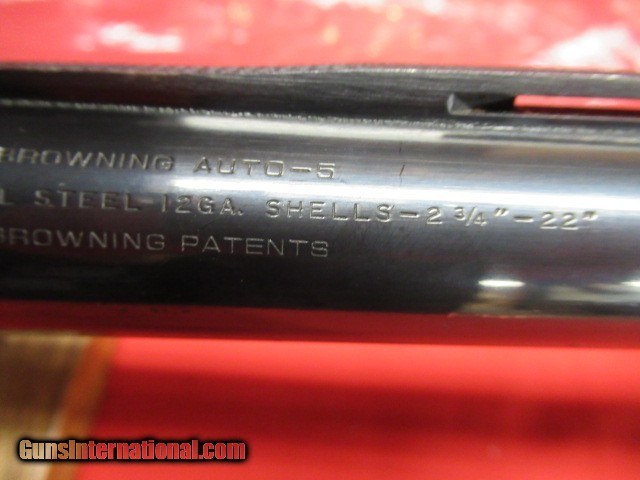 BROWNING AUTO-5
L STEEL-12GA. SHELLS-2 3/4"-22"
BROWNING PATENTS
GunsInternational.com